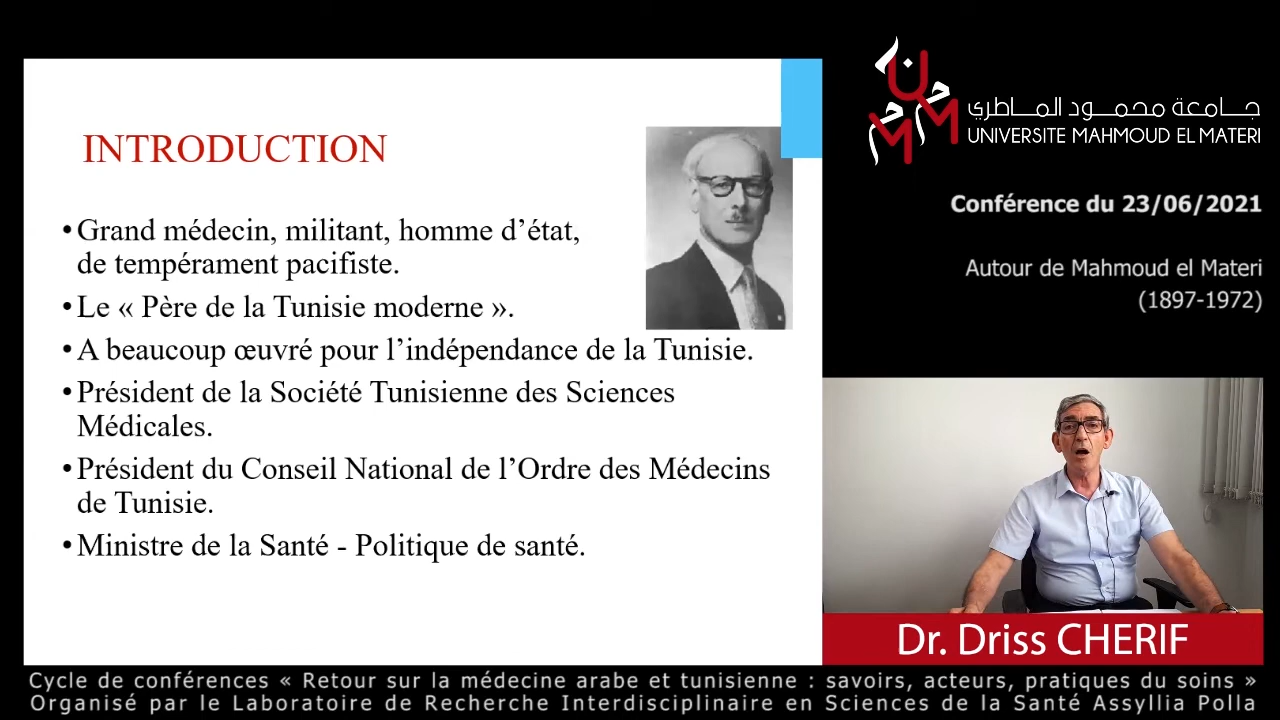 INTRODUCTION
•Grand médecin, militant, homme d’état,
de tempérament pacifiste.
•Le « Père de la Tunisie moderne ».
•A beaucoup œuvré pour l’indépendance de la Tunisie.
•Président de la Société Tunisienne des Sciences
Médicales.
•Président du Conseil National de l’Ordre des Médecins
de Tunisie.
•Ministre de la Santé - Politique de santé.
جامعة محمود الماطري
UNIVERSITE MAHMOUD EL MATERI
Conférence du 23/06/2021
Autour de Mahmoud el Materi
(1897-1972)
Dr. Driss CHERIF
Cycle de conférences « Retour sur la médecine arabe et tunisienne : savoirs, acteurs, pratiques du soins »
Organisé par le Laboratoire de Recherche Interdisciplinaire en Sciences de la Santé Assyllia Polla